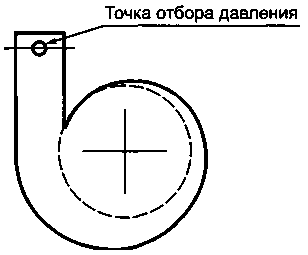 Точка отбора давления